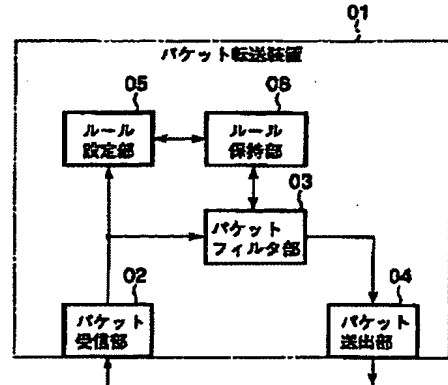 01
パケット転送装置
05
06
ルール
設定部
ルール
保持部
03
パケット
フィルタ部
02
04
パケット
受信部
パケット
送出部